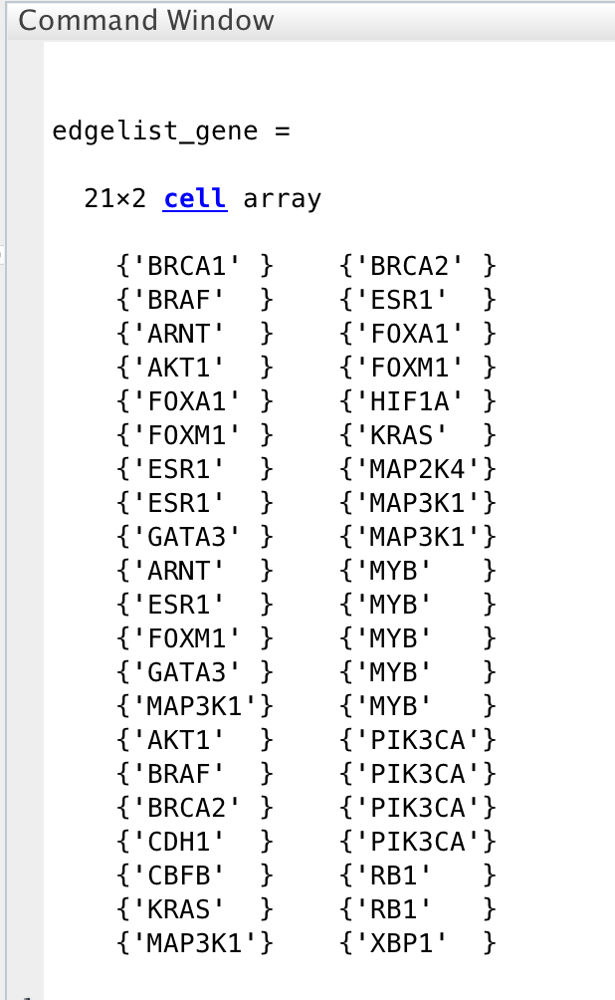 Command Window
edgelist_gene =
21×2 cell array
{'BRCA1' } {'BRCA2' }
{'BRAF'  } {'ESR1'  }
{'ARNT'  } {'FOXA1' }
{'AKT1'  } {'FOXM1' }
{'FOXA1' } {'HIF1A' }
{'FOXM1' } {'KRAS'  }
{'ESR1'  } {'MAP2K4'}
{'ESR1'  } {'MAP3K1'}
{'GATA3' } {'MAP3K1'}
{'ARNT'  } {'MYB'   }
{'ESR1'  } {'MYB'   }
{'FOXM1' } {'MYB'   }
{'GATA3' } {'MYB'   }
{'MAP3K1'} {'MYB'   }
{'AKT1'  } {'PIK3CA'}
{'BRAF'  } {'PIK3CA'}
{'BRCA2' } {'PIK3CA'}
{'CDH1'  } {'PIK3CA'}
{'CBFB'  } {'RB1'   }
{'KRAS'  } {'RB1'   }
{'MAP3K1'} {'XBP1'  }